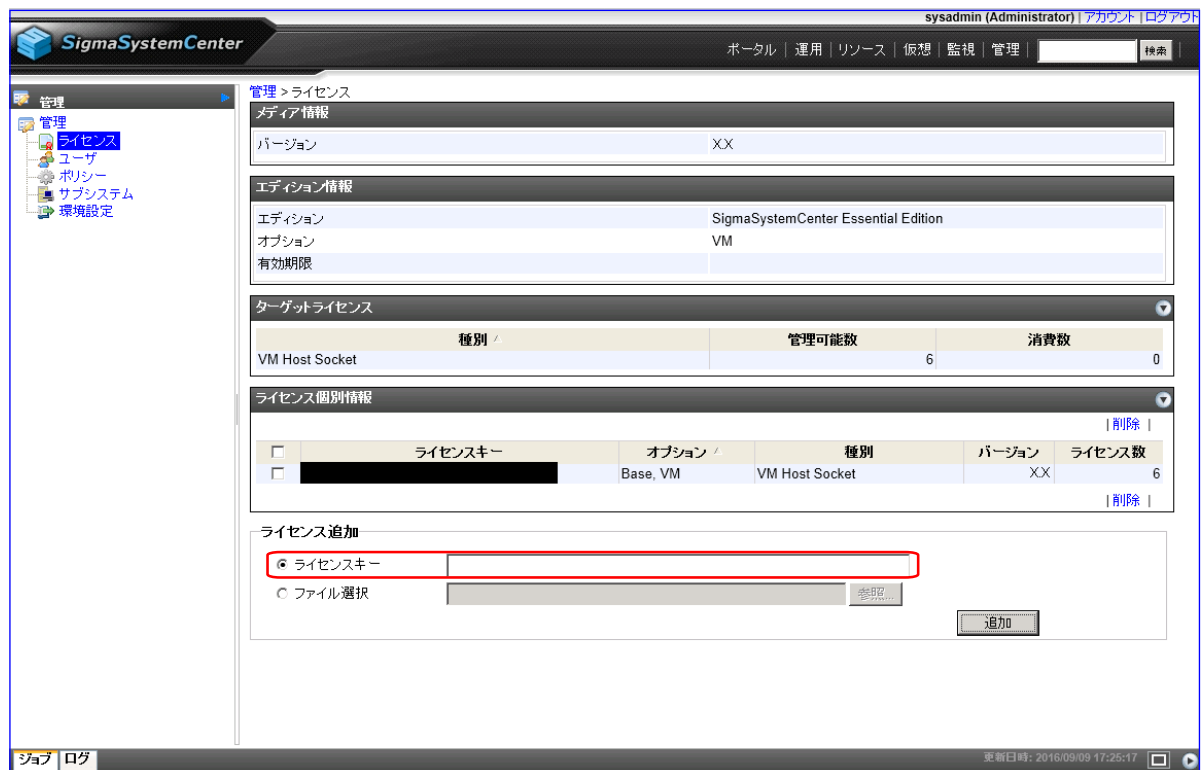 sysadmin (Administrator) | アカウント | ログアウト
SigmaSystemCenter
ポータル | 運用 | リソース | 仮想 | 監視 | 管理 | 検索 |
管理
管理
ライセンス
ユーザ
ポリシー
サブシステム
環境設定
管理 > ライセンス
メディア情報
バージョン XX
エディション情報
エディション SigmaSystemCenter Essential Edition
オプション VM
有効期限
ターゲットライセンス
種別 管理可能数 消費数
VM Host Socket 6 0
ライセンス個別情報
| 削除 |
ライセンスキー オプション 種別 バージョン ライセンス数
Base, VM VM Host Socket XX 6
| 削除 |
ライセンス追加
ライセンスキー
ファイル選択 参照...
追加
ジョブ ログ 更新日時: 2016/09/09 17:25:17